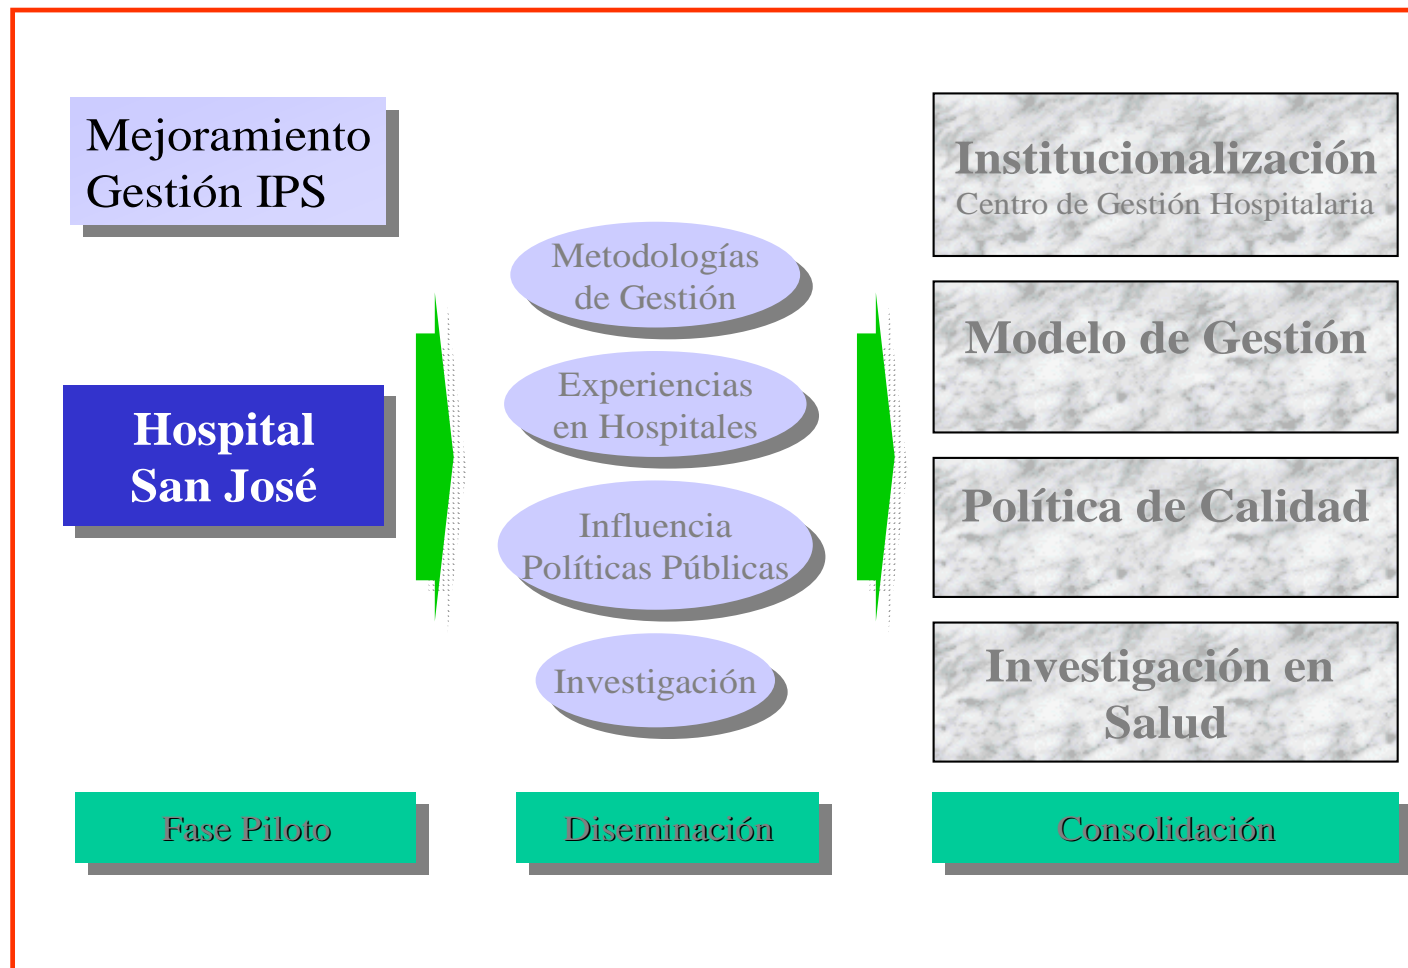 Mejoramiento
Gestión IPS
Hospital
San José
Fase Piloto
Metodologías
de Gestión
Experiencias
en Hospitales
Influencia
Políticas Públicas
Investigación
Diseminación
Institucionalización
Centro de Gestión Hospitalaria
Modelo de Gestión
Política de Calidad
Investigación en
Salud
Consolidación